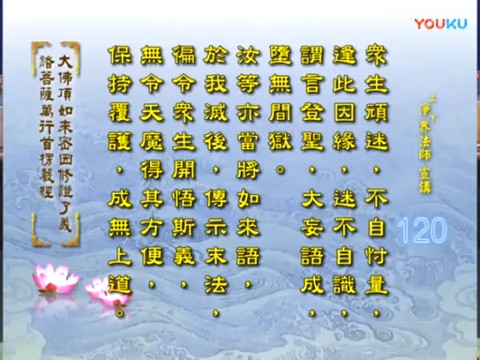 YOUKU
淨界法師 宣講
120
眾生頑迷,不自忖量,
逢此因緣,迷不自識,
謂言登聖,大妄語成,
墮無間獄。
汝等亦當將如來語,
於我滅後,傳示末法,
徧令眾生開悟斯義,
無令天魔得其方便,
保持覆護,成無上道。
大佛頂如來密因修證了義
諸菩薩萬行首楞嚴經